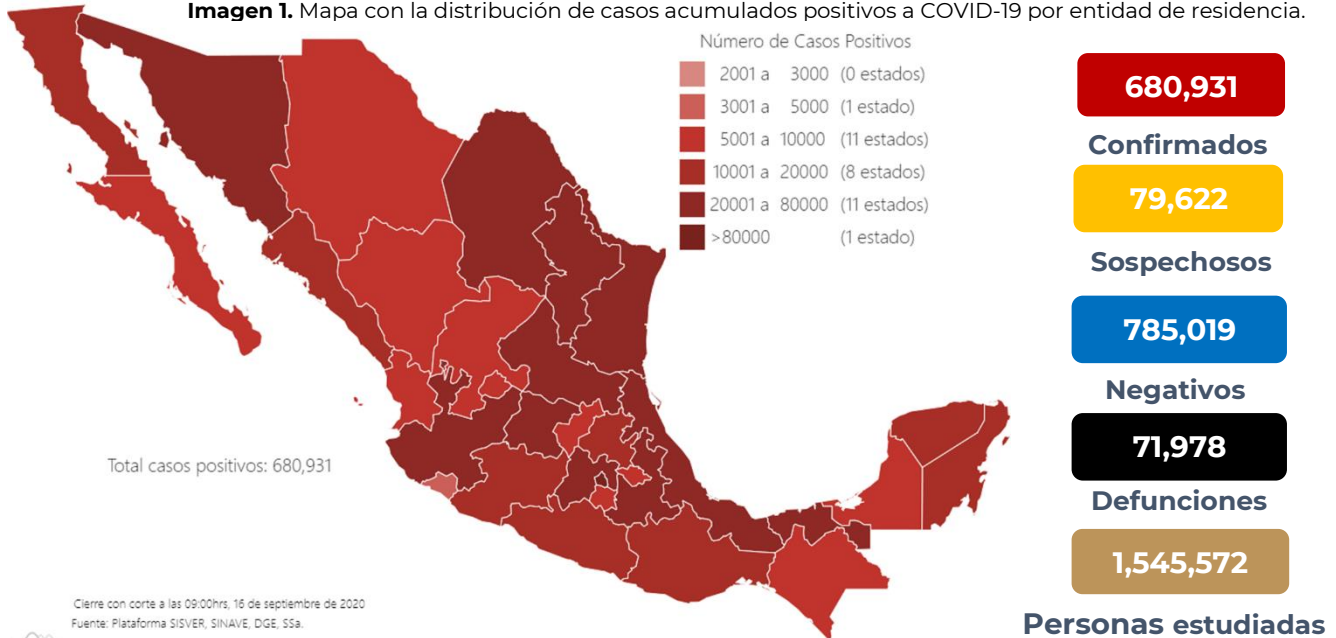 Imagen 1. Mapa con la distribución de casos acumulados positivos a COVID-19 por entidad de residencia.
Número de Casos Positivos
2001 a 3000 (0 estados)
3001 a 5000 (1 estado)
5001 a 10000 (11 estados)
10001 a 20000 (8 estados)
20001 a 80000 (11 estados)
>80000 (1 estado)
680,931
Confirmados
79,622
Sospechosos
785,019
Negativos
71,978
Defunciones
1,545,572
Personas estudiadas
Total casos positivos: 680,931
Cierre con corte a las 09:00hrs, 16 de septiembre de 2020
Fuente: Plataforma SISVER, SINAVE, DGE, SSa.